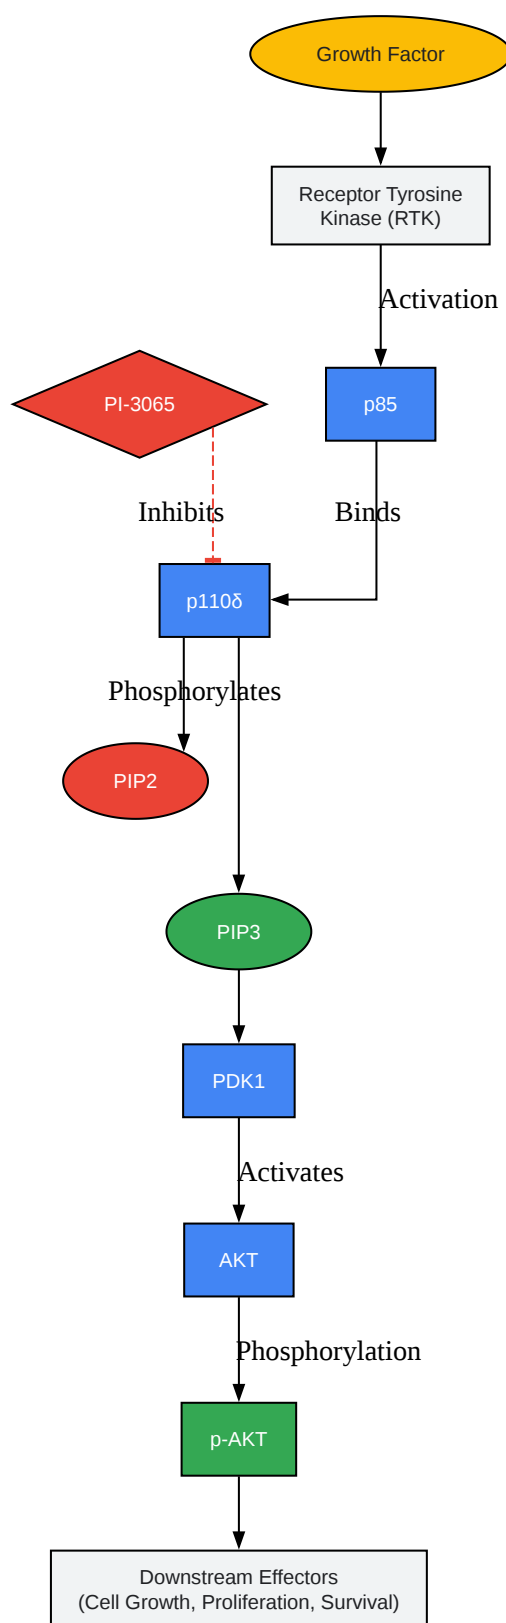 Growth Factor
Receptor Tyrosine
Kinase (RTK)
Activation
PI-3065
p85
Inhibits
Binds
p110δ
Phosphorylates
PIP2
PIP3
PDK1
Activates
AKT
Phosphorylation
p-AKT
Downstream Effectors
(Cell Growth, Proliferation, Survival)